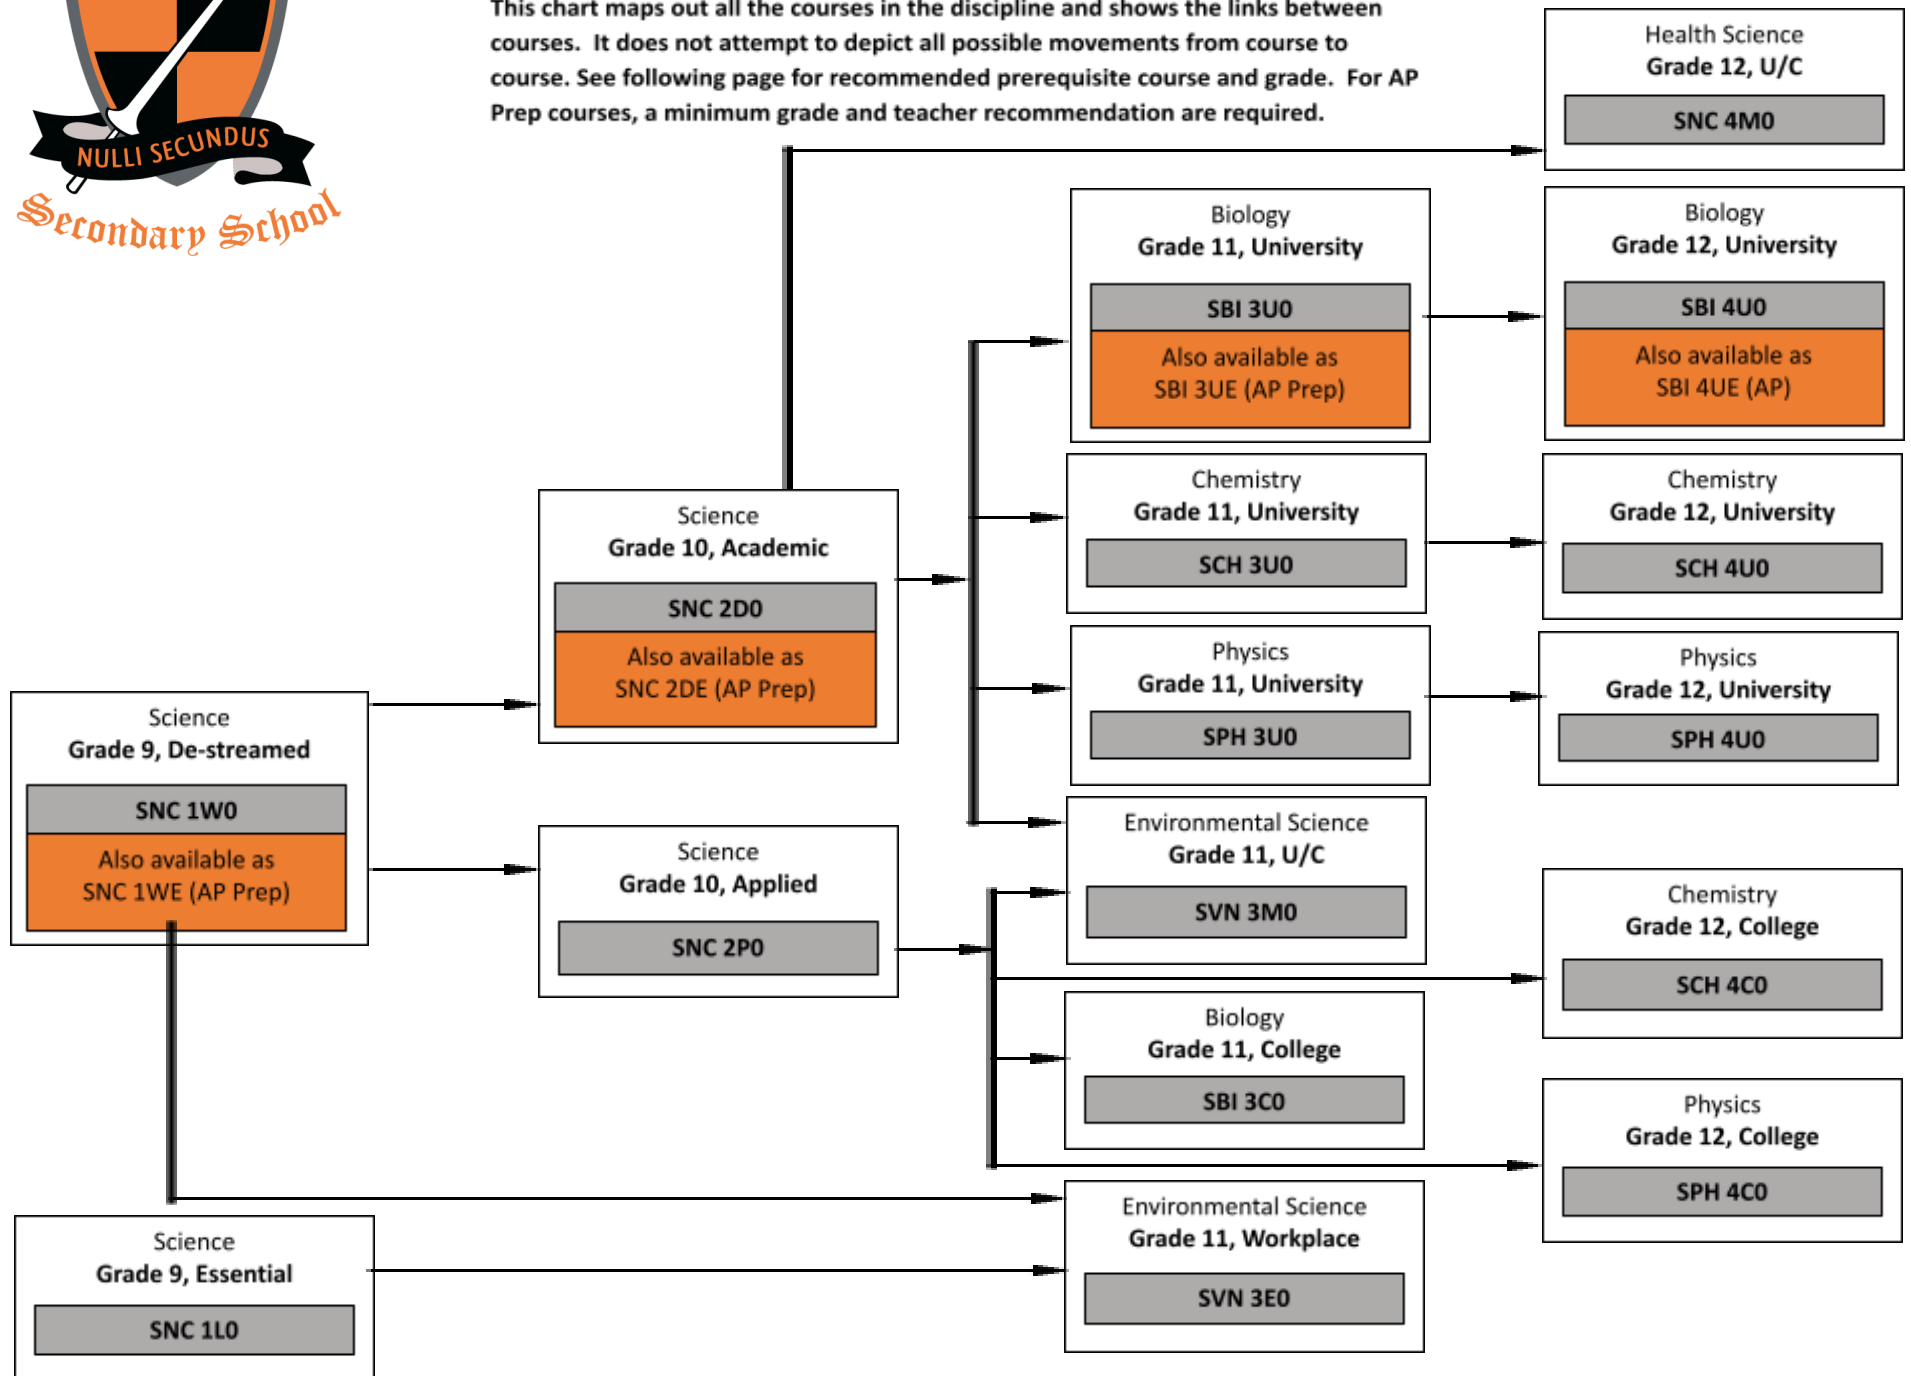 This chart maps out all the courses in the discipline and shows the links between
courses.  It does not attempt to depict all possible movements from course to
course. See following page for recommended prerequisite course and grade.  For AP
Prep courses, a minimum grade and teacher recommendation are required.
NULLI SECUNDUS
Secondary School
Health Science
Grade 12, U/C
SNC 4M0
Biology
Grade 11, University
SBI 3U0
Also available as
SBI 3UE (AP Prep)
Biology
Grade 12, University
SBI 4U0
Also available as
SBI 4UE (AP)
Science
Grade 10, Academic
SNC 2D0
Also available as
SNC 2DE (AP Prep)
Chemistry
Grade 11, University
SCH 3U0
Chemistry
Grade 12, University
SCH 4U0
Physics
Grade 11, University
SPH 3U0
Physics
Grade 12, University
SPH 4U0
Science
Grade 9, De-streamed
SNC 1W0
Also available as
SNC 1WE (AP Prep)
Science
Grade 10, Applied
SNC 2P0
Environmental Science
Grade 11, U/C
SVN 3M0
Chemistry
Grade 12, College
SCH 4C0
Biology
Grade 11, College
SBI 3C0
Physics
Grade 12, College
SPH 4C0
Science
Grade 9, Essential
SNC 1L0
Environmental Science
Grade 11, Workplace
SVN 3E0